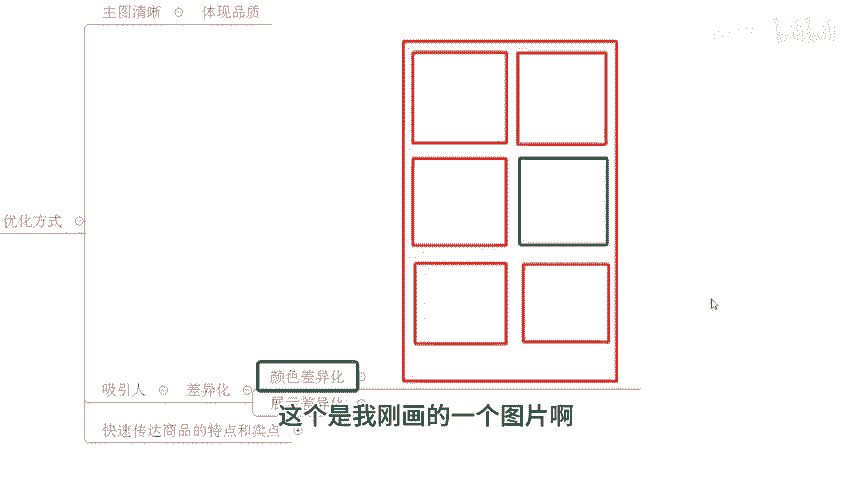 主图清晰 体现品质
优化方式
颜色差异化
吸引人 差异化
展示差异化
这个是我刚画的一个图片啊
快速传达商品的特点和卖点